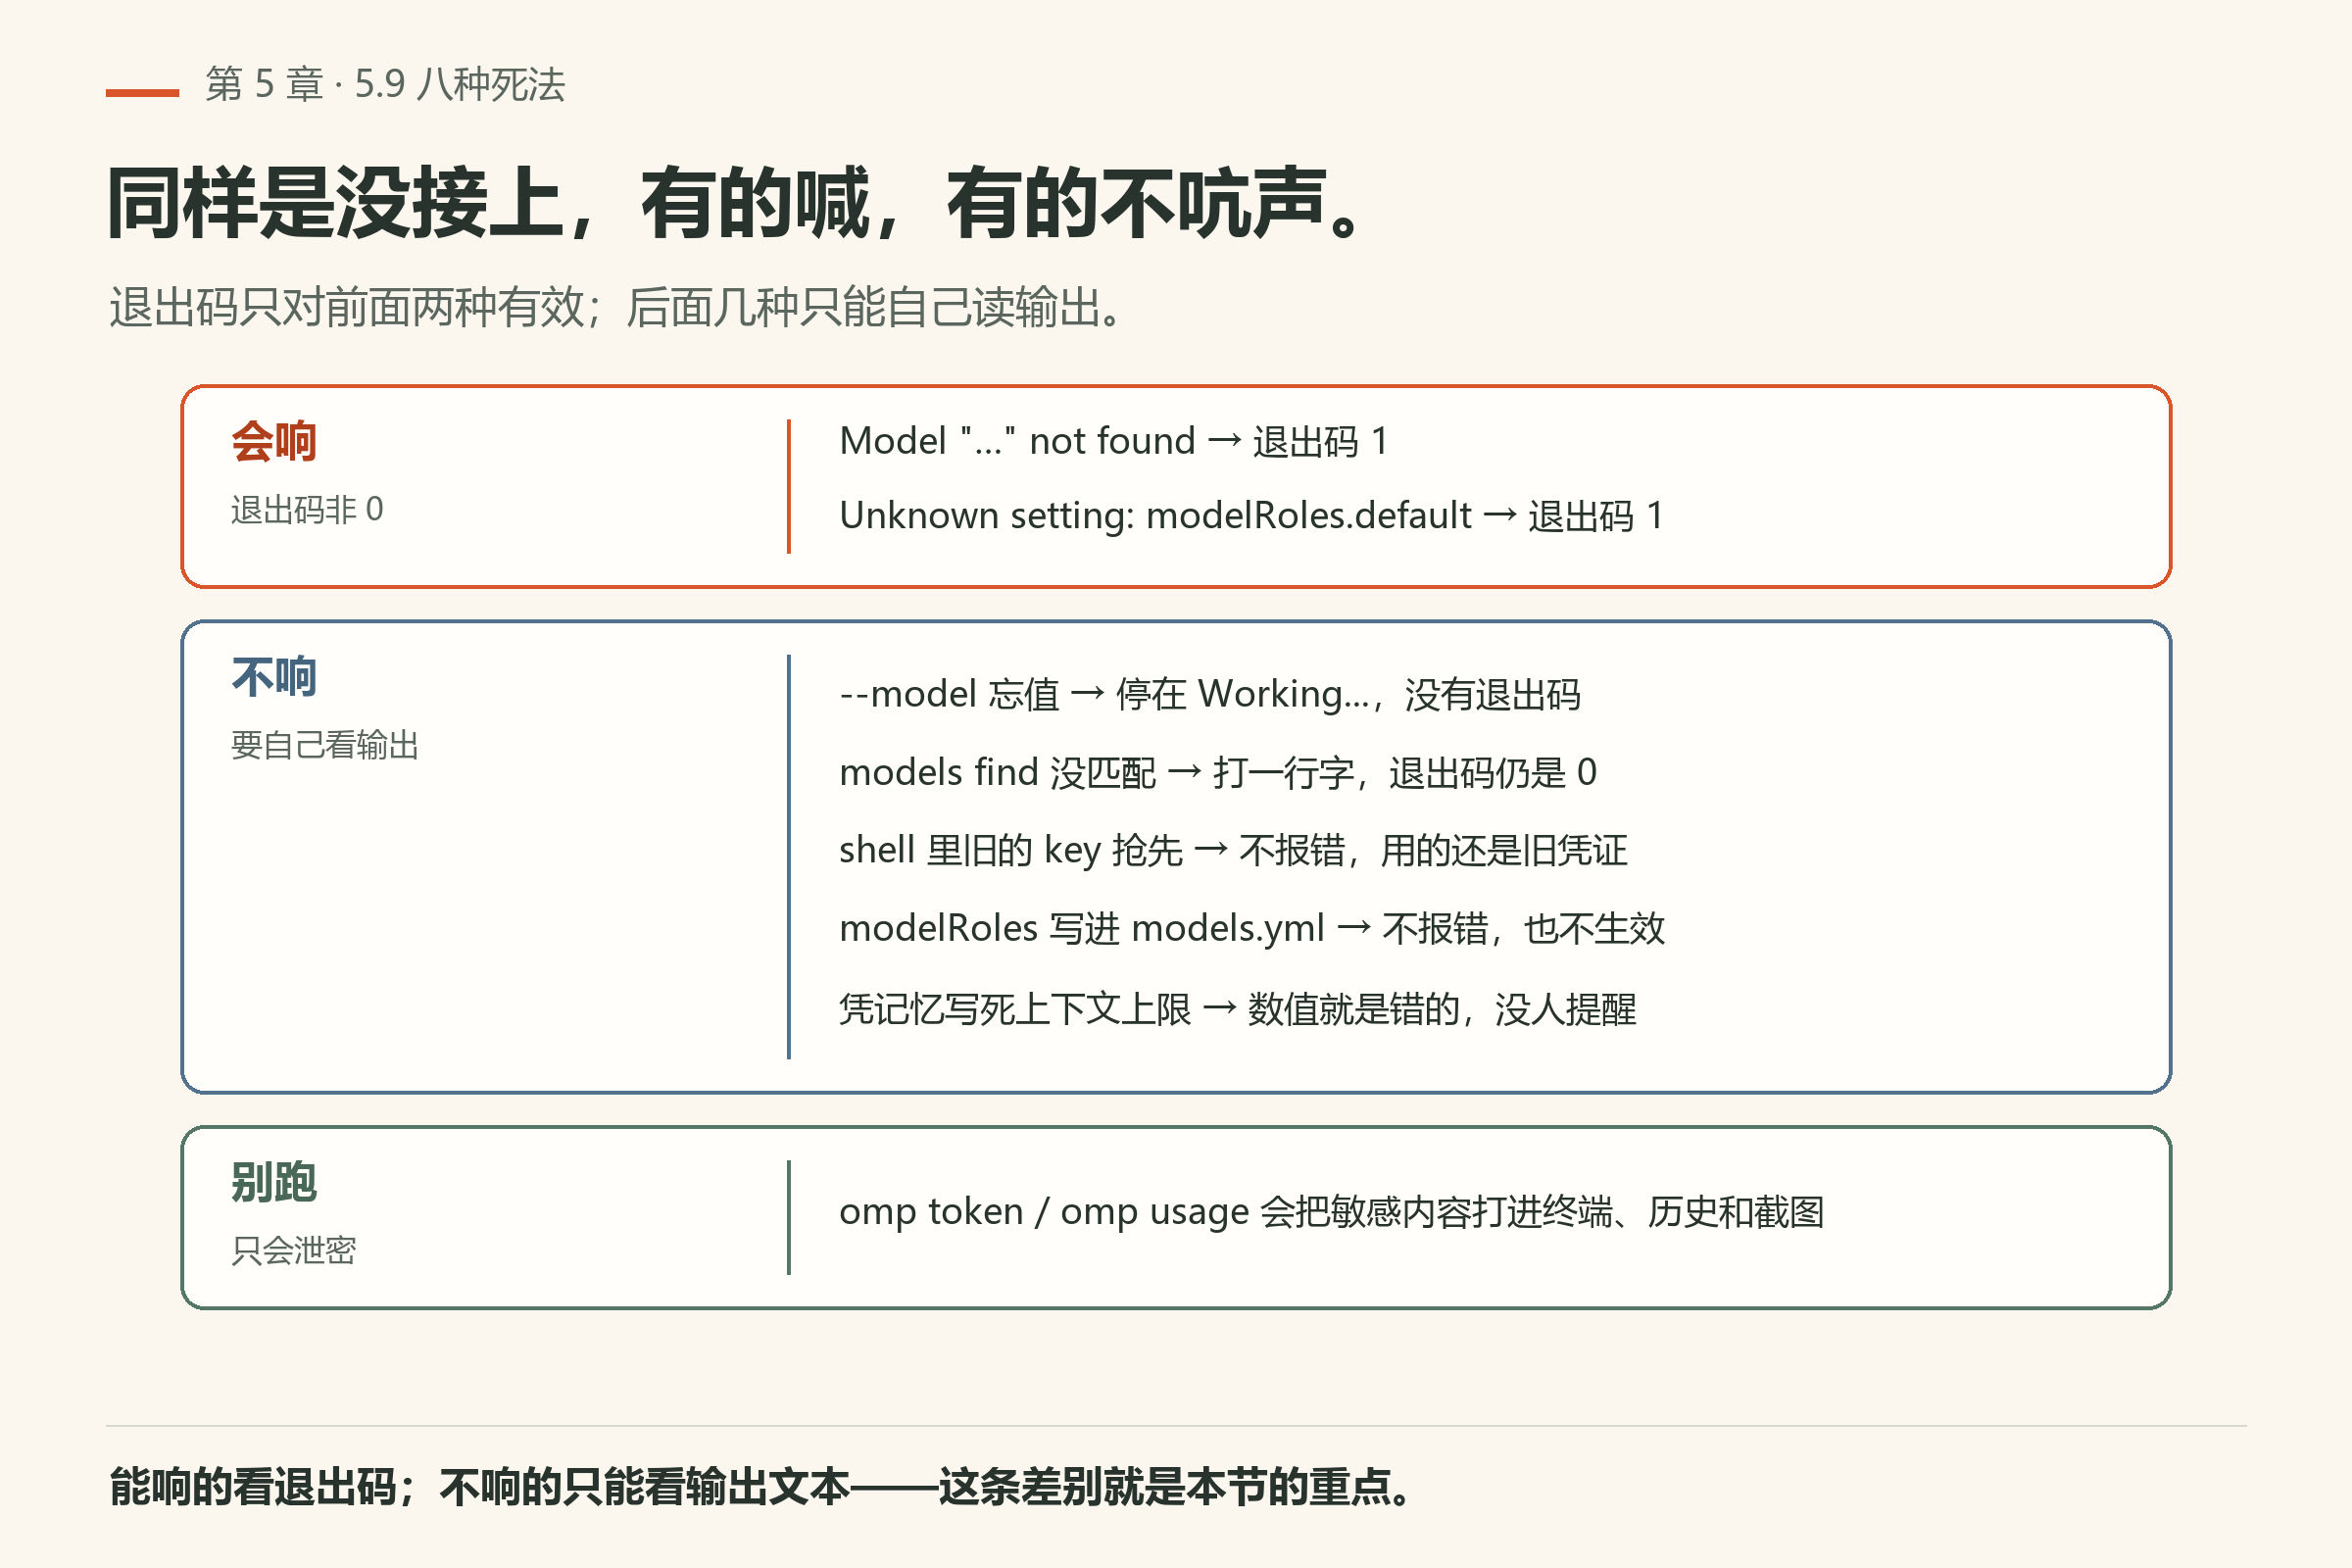 第 5 章 · 5.9 八种死法
同样是没接上，有的喊，有的不吭声。
退出码只对前面两种有效；后面几种只能自己读输出。
会响
退出码非 0
Model "..." not found → 退出码 1
Unknown setting: modelRoles.default → 退出码 1
不响
要自己看输出
--model 忘值 → 停在 Working...，没有退出码
models find 没匹配 → 打一行字，退出码仍是 0
shell 里旧的 key 抢先 → 不报错，用的还是旧凭证
modelRoles 写进 models.yml → 不报错，也不生效
凭记忆写死上下文上限 → 数值就是错的，没人提醒
别跑
只会泄密
omp token / omp usage 会把敏感内容打进终端、历史和截图
能响的看退出码；不响的只能看输出文本——这条差别就是本节的重点。